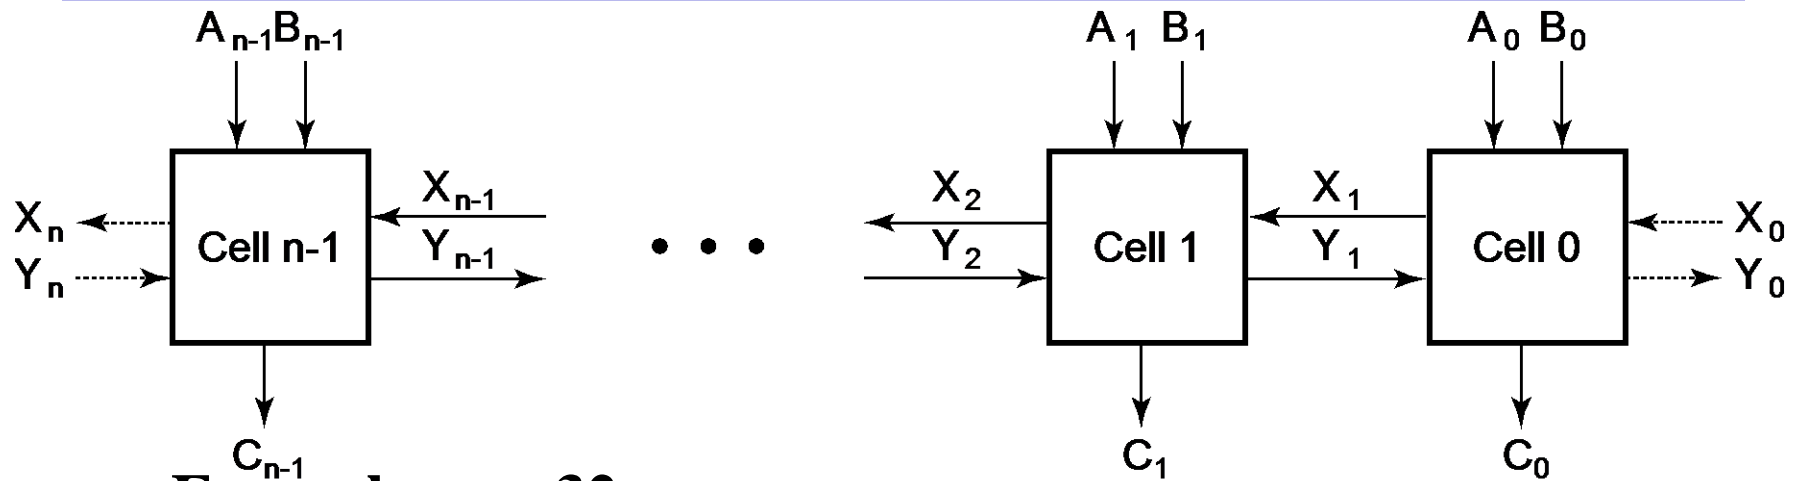 A n-1 B n-1 A 1 B 1 A 0 B 0
X n-1 X 2 X 1
X n X 0
Cell n-1 Cell 1 Cell 0
Y n-1 Y 2 Y 1
Y n Y 0
C n-1 C 1 C 0